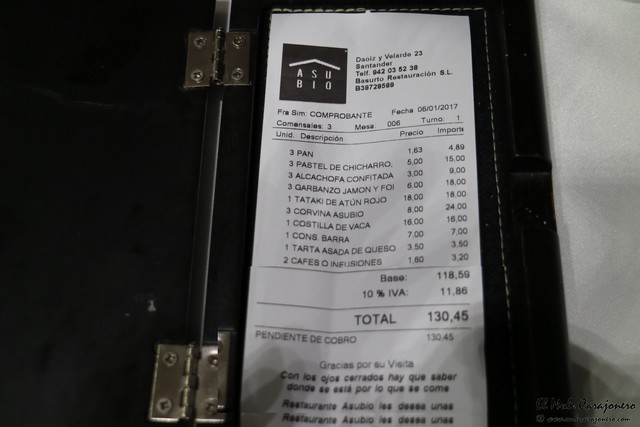 ASU
BIO
Daoiz y Velarde 23
Santander
Telf. 942 03 52 38
Basurto Restauración S.L.
B39728589
Fra Sim: COMPROBANTE Fecha 06/01/2017
Comensales: 3 Mesa: 006 Turno: 1
Unid. Descripción Precio Importe
3 PAN 1,63 4,89
3 PASTEL DE CHICHARRO, 5,00 15,00
3 ALCACHOFA CONFITADA 3,00 9,00
3 GARBANZO JAMON Y FOI 6,00 18,00
1 TATAKI DE ATÚN ROJO 18,00 18,00
3 CORVINA ASUBIO 8,00 24,00
1 COSTILLA DE VACA 16,00 16,00
1 CONS. BARRA 7,00 7,00
1 TARTA ASADA DE QUESO 3,50 3,50
2 CAFES O INFUSIONES 1,60 3,20
Base: 118,59
10 % IVA: 11,86
TOTAL 130,45
PENDIENTE DE COBRO 130,45
Gracias por su Visita
Con los ojos cerrados hay que saber
donde se está por lo que se come
Restaurante Asubio les desea unas
Restaurante Asubio les desea unas
El Mule Carajonero
© www.mulecarajonero.com